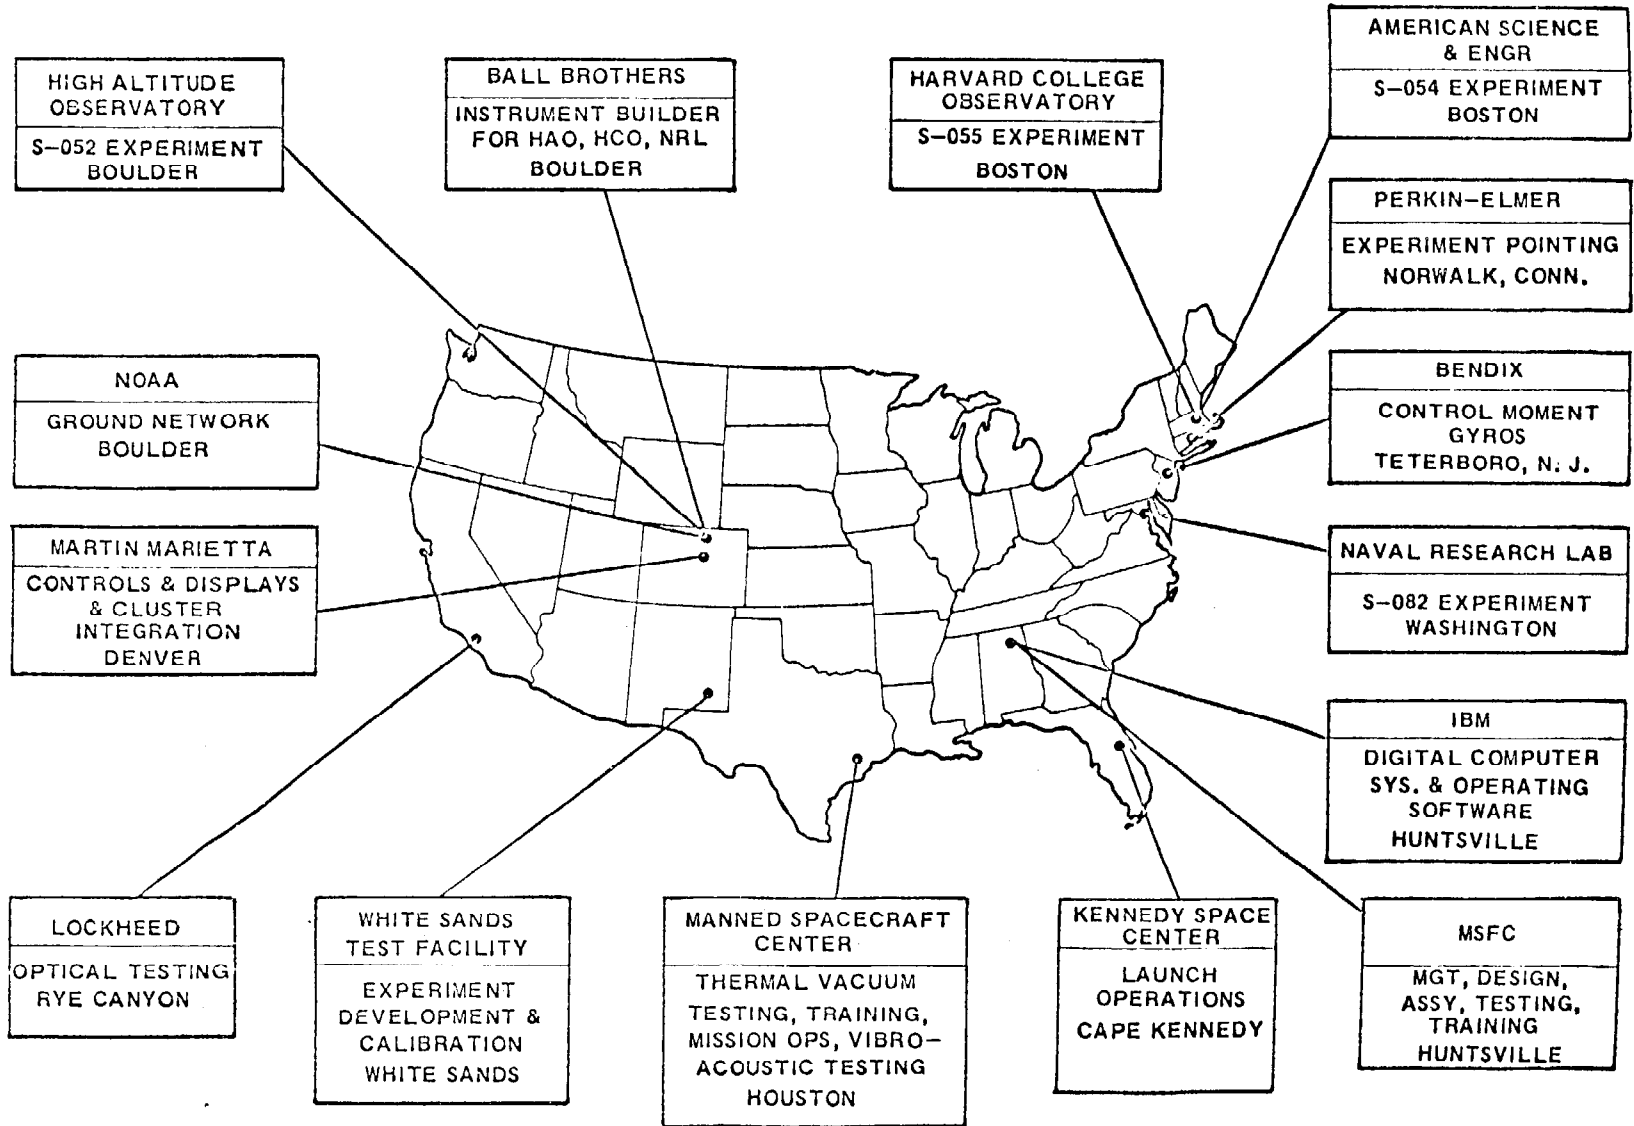 HIGH ALTITUDE
OBSERVATORY
S-052 EXPERIMENT
BOULDER
BALL BROTHERS
INSTRUMENT BUILDER
FOR HAO, HCO, NRL
BOULDER
HARVARD COLLEGE
OBSERVATORY
S-055 EXPERIMENT
BOSTON
AMERICAN SCIENCE
& ENGR
S-054 EXPERIMENT
BOSTON
PERKIN-ELMER
EXPERIMENT POINTING
NORWALK, CONN.
NOAA
GROUND NETWORK
BOULDER
BENDIX
CONTROL MOMENT
GYROS
TETERBORO, N. J.
MARTIN MARIETTA
CONTROLS & DISPLAYS
& CLUSTER
INTEGRATION
DENVER
NAVAL RESEARCH LAB
S-082 EXPERIMENT
WASHINGTON
IBM
DIGITAL COMPUTER
SYS. & OPERATING
SOFTWARE
HUNTSVILLE
LOCKHEED
OPTICAL TESTING
RYE CANYON
WHITE SANDS
TEST FACILITY
EXPERIMENT
DEVELOPMENT &
CALIBRATION
WHITE SANDS
MANNED SPACECRAFT
CENTER
THERMAL VACUUM
TESTING, TRAINING,
MISSION OPS, VIBRO-
ACOUSTIC TESTING
HOUSTON
KENNEDY SPACE
CENTER
LAUNCH
OPERATIONS
CAPE KENNEDY
MSFC
MGT, DESIGN,
ASSY, TESTING,
TRAINING
HUNTSVILLE